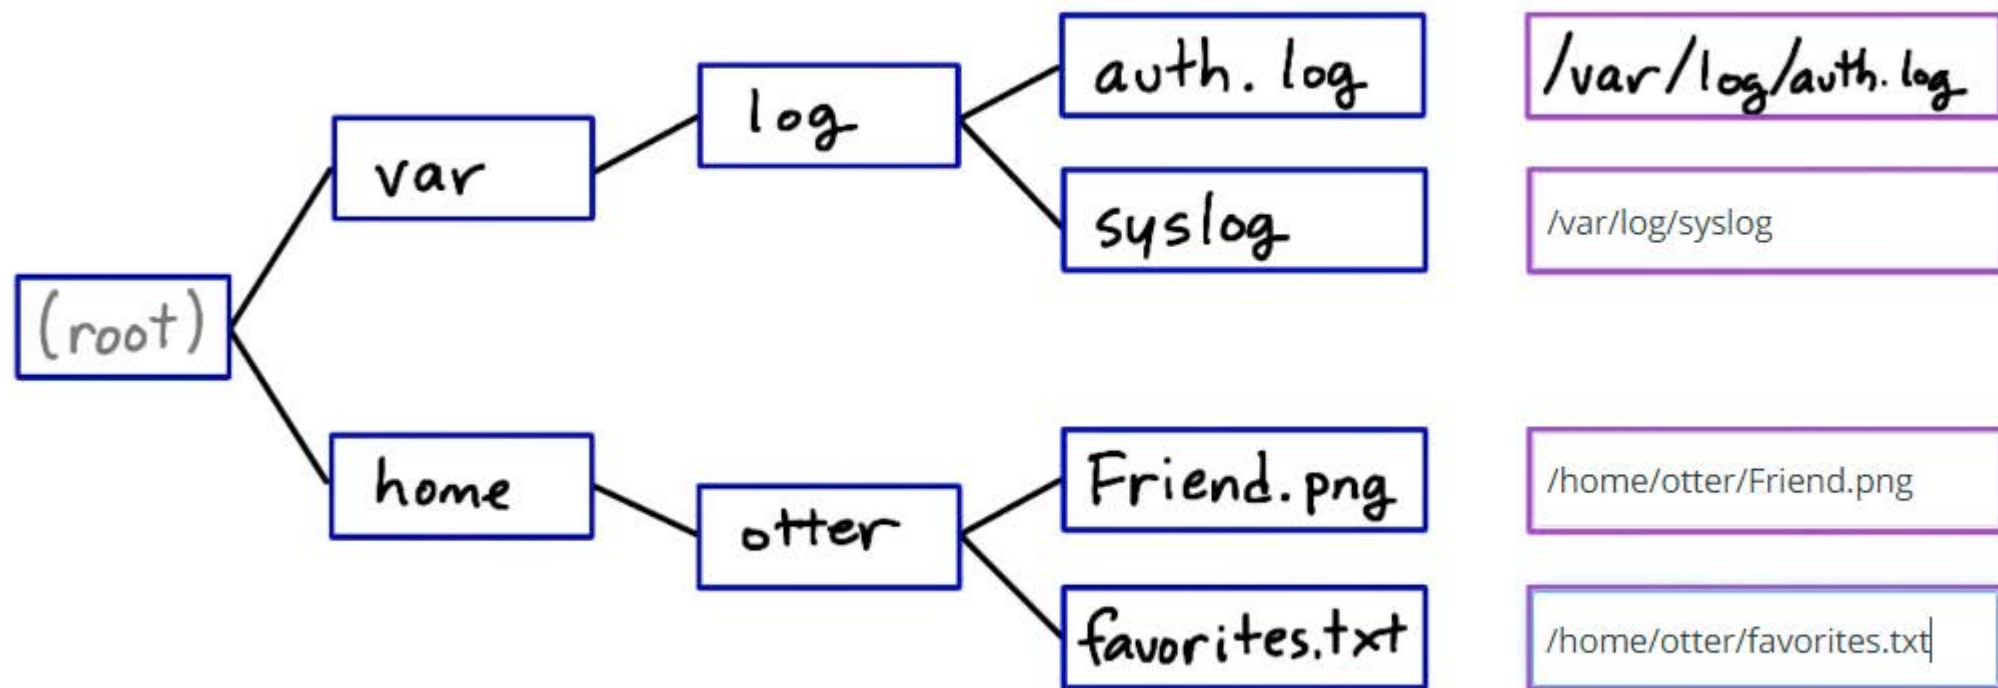 auth.log
/var/log/auth.log
log
var
syslog
/var/log/syslog
(root)
home
otter
Friend.png
/home/otter/Friend.png
favorites.txt
/home/otter/favorites.txt